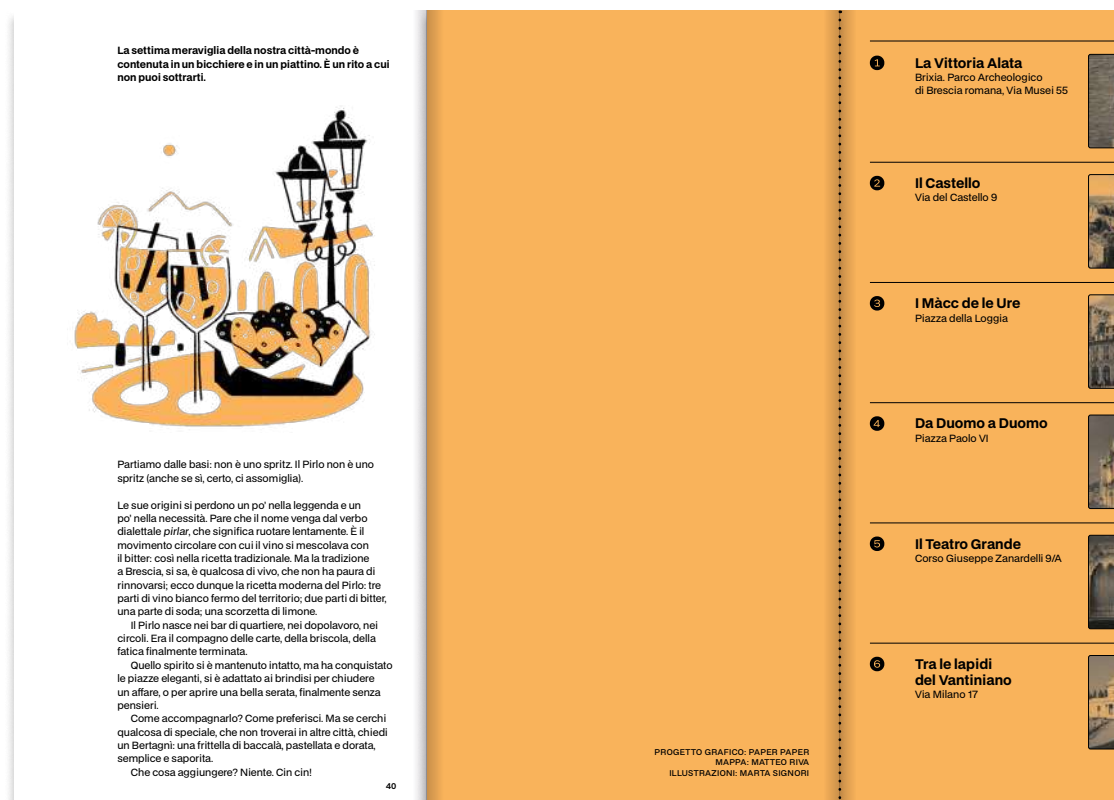 La settima meraviglia della nostra città-mondo è
contenuta in un bicchiere e in un piattino. È un rito a cui
non puoi sottrarti.
Partiamo dalle basi: non è uno spritz. Il Pirlo non è uno
spritz (anche se sì, certo, ci assomiglia).
Le sue origini si perdono un po' nella leggenda e un
po' nella necessità. Pare che il nome venga dal verbo
dialettale pirlar, che significa ruotare lentamente. È il
movimento circolare con cui il vino si mescolava con
il bitter: così nella ricetta tradizionale. Ma la tradizione
a Brescia, si sa, è qualcosa di vivo, che non ha paura di
rinnovarsi; ecco dunque la ricetta moderna del Pirlo: tre
parti di vino bianco fermo del territorio; due parti di bitter,
una parte di soda; una scorzetta di limone.
Il Pirlo nasce nei bar di quartiere, nei dopolavoro, nei
circoli. Era il compagno delle carte, della briscola, della
fatica finalmente terminata.
Quello spirito si è mantenuto intatto, ma ha conquistato
le piazze eleganti, si è adattato ai brindisi per chiudere
un affare, o per aprire una bella serata, finalmente senza
pensieri.
Come accompagnarlo? Come preferisci. Ma se cerchi
qualcosa di speciale, che non troverai in altre città, chiedi
un Bertagnì: una frittella di baccalà, pastellata e dorata,
semplice e saporita.
Che cosa aggiungere? Niente. Cin cin!
40
PROGETTO GRAFICO: PAPER PAPER
MAPPA: MATTEO RIVA
ILLUSTRAZIONI: MARTA SIGNORI
1 La Vittoria Alata
Brixia. Parco Archeologico
di Brescia romana, Via Musei 55
2 Il Castello
Via del Castello 9
3 I Màcc de le Ure
Piazza della Loggia
4 Da Duomo a Duomo
Piazza Paolo VI
5 Il Teatro Grande
Corso Giuseppe Zanardelli 9/A
6 Tra le lapidi
del Vantiniano
Via Milano 17